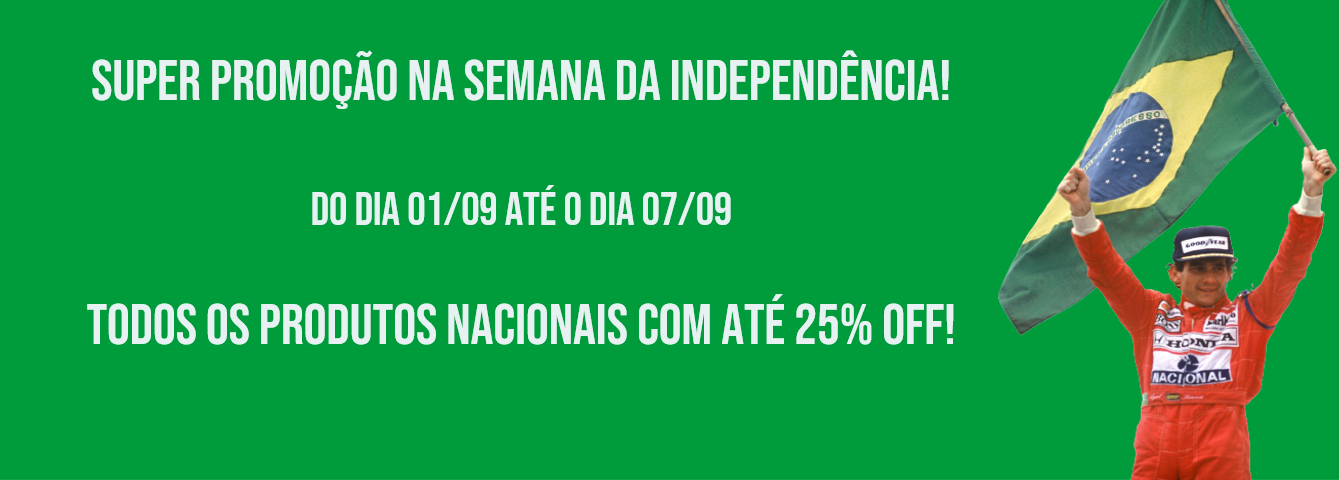 SUPER PROMOÇÃO NA SEMANA DA INDEPENDÊNCIA!
DO DIA 01/09 ATÉ O DIA 07/09
TODOS OS PRODUTOS NACIONAIS COM ATÉ 25% OFF!
GOODYEAR
HONDA
NACIONAL